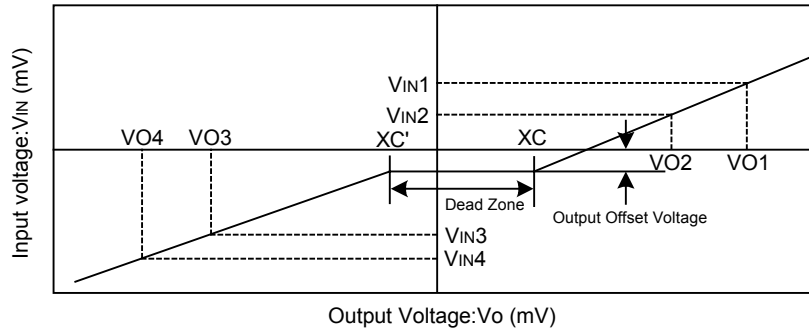 Input voltage:VIN (mV)
VIN1
VIN2
VO4 VO3 XC' XC
VO2 VO1
Dead Zone
Output Offset Voltage
VIN3
VIN4
Output Voltage:Vo (mV)